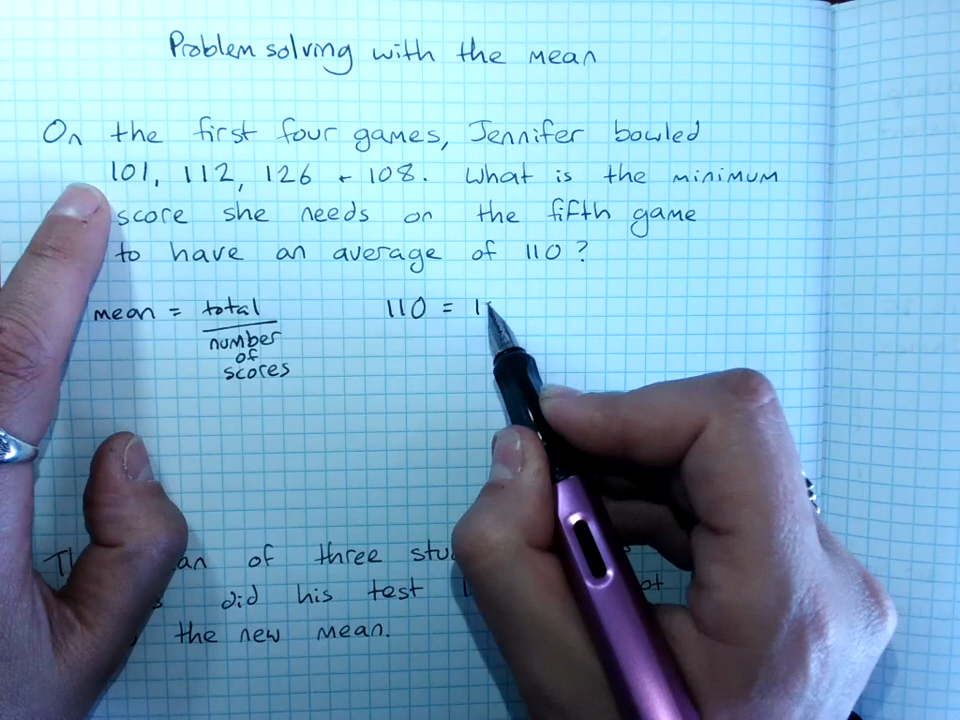 Problem solving with the mean
On the first four games, Jennifer bowled
101, 112, 126 + 108. What is the minimum
score she needs on the fifth game
to have an average of 110?
mean = total
number
of
scores
110 = 1
of three
did his test
the new mean.